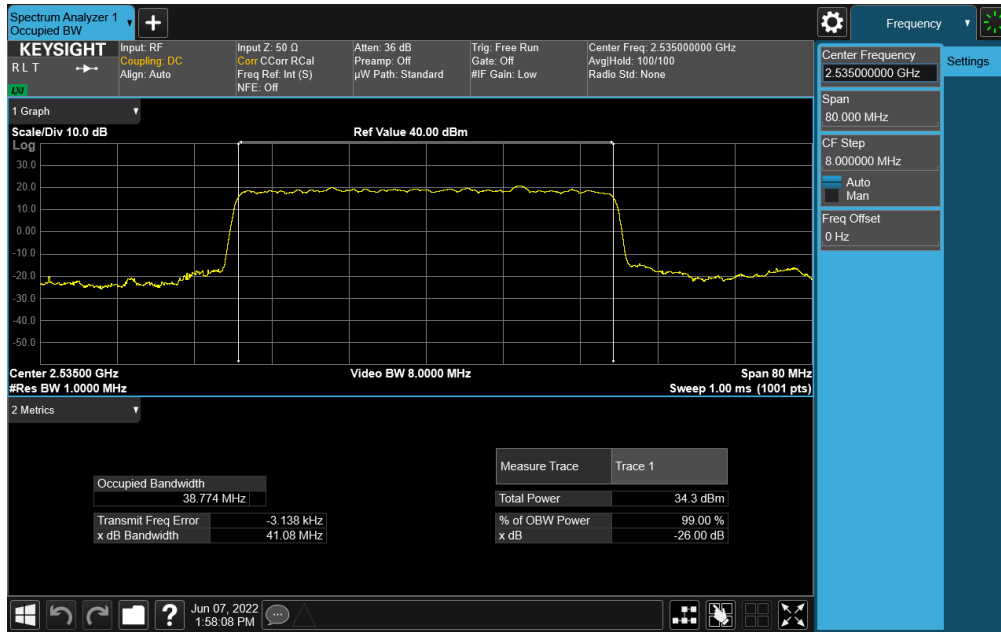 Spectrum Analyzer 1
Occupied BW
Frequency
KEYSIGHT
R L T
LXI
Input: RF
Coupling: DC
Align: Auto
Input Z: 50 Ω
Corr CCorr RCal
Freq Ref: Int (S)
NFE: Off
Atten: 36 dB
Preamp: Off
µW Path: Standard
Trig: Free Run
Gate: Off
#IF Gain: Low
Center Freq: 2.535000000 GHz
Avg|Hold: 100/100
Radio Std: None
Center Frequency
2.535000000 GHz
Settings
Span
80.000 MHz
CF Step
8.000000 MHz
Auto
Man
Freq Offset
0 Hz
1 Graph
Scale/Div 10.0 dB
Ref Value 40.00 dBm
Log
30.0
20.0
10.0
0.00
-10.0
-20.0
-30.0
-40.0
-50.0
Center 2.53500 GHz
Video BW 8.0000 MHz
Span 80 MHz
#Res BW 1.0000 MHz
Sweep 1.00 ms (1001 pts)
2 Metrics
Measure Trace
Trace 1
Occupied Bandwidth
38.774 MHz
Total Power
34.3 dBm
Transmit Freq Error
-3.138 kHz
% of OBW Power
99.00 %
x dB Bandwidth
41.08 MHz
x dB
-26.00 dB
?
Jun 07, 2022
1:58:08 PM